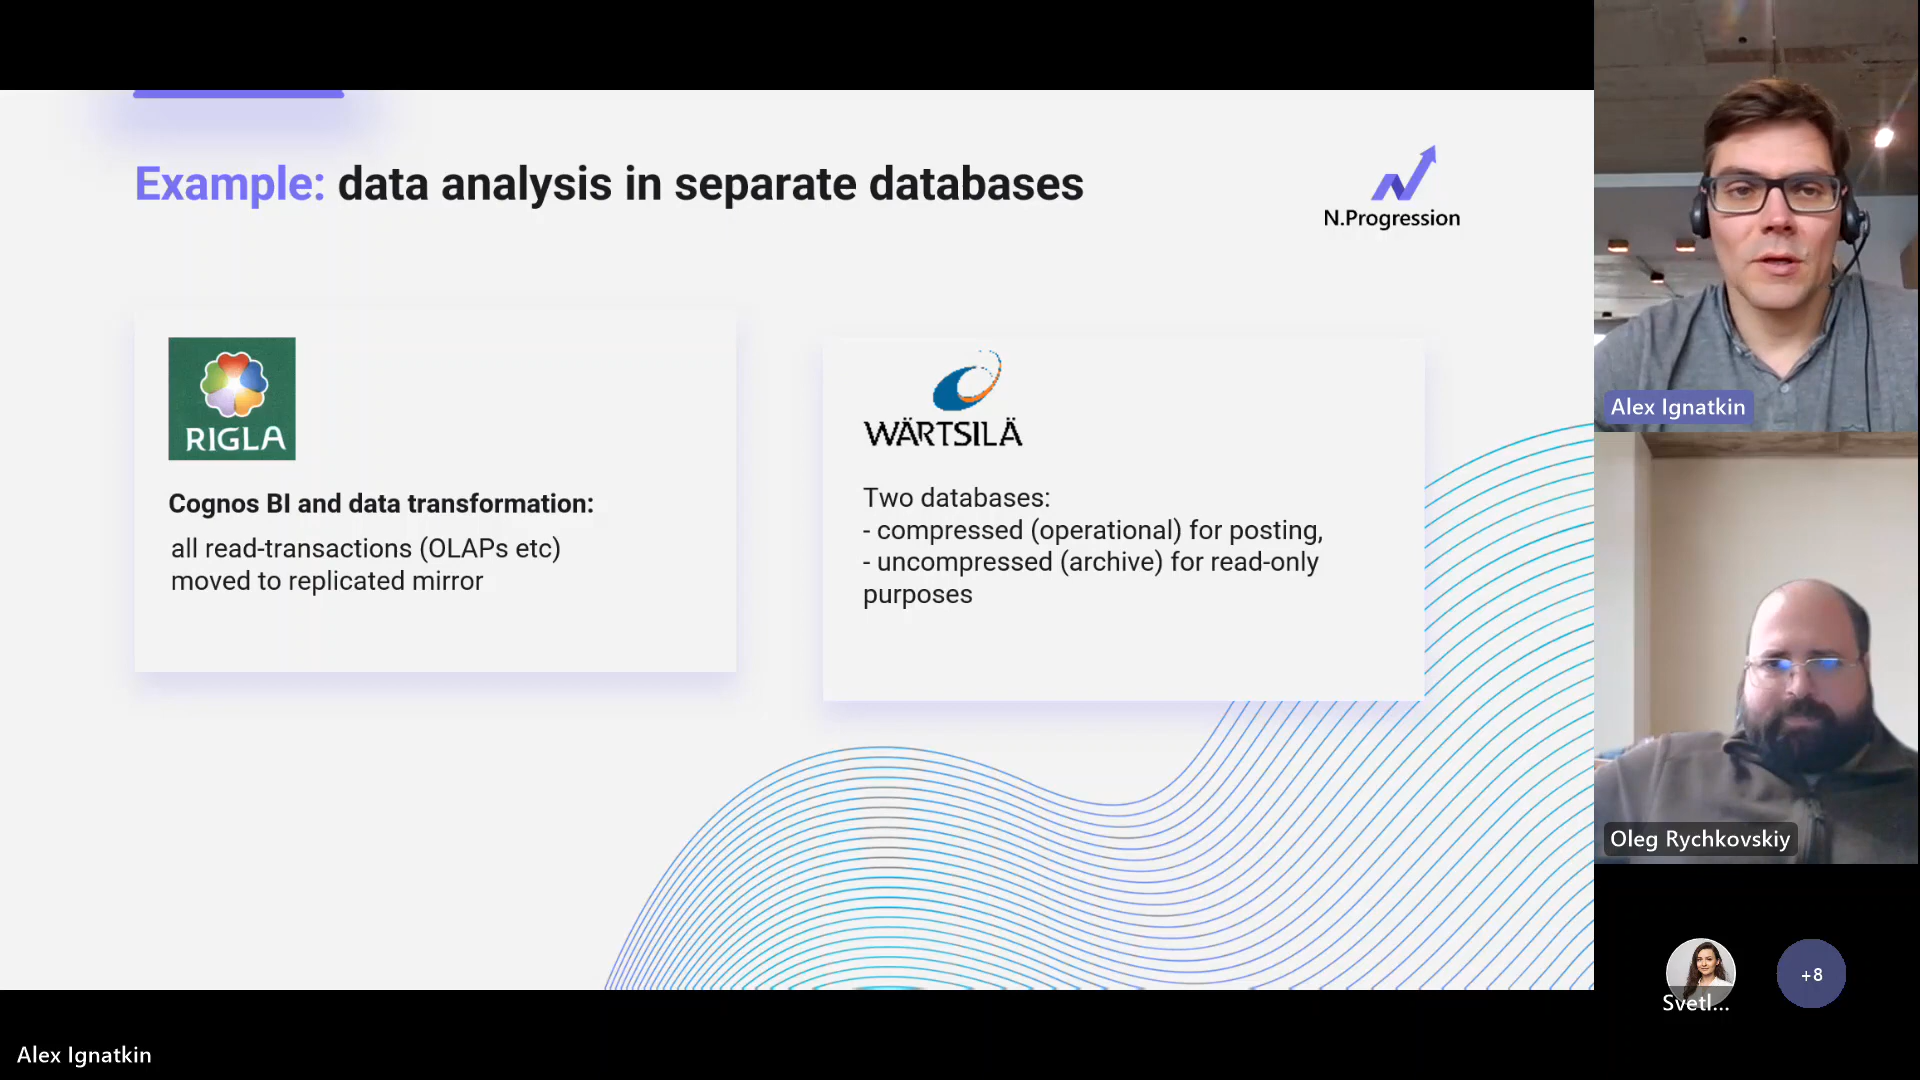 Example: data analysis in separate databases
N.Progression
RIGLA
Cognos BI and data transformation:
all read-transactions (OLAPs etc)
moved to replicated mirror
WÄRTSILÄ
Two databases:
- compressed (operational) for posting,
- uncompressed (archive) for read-only
purposes
Alex Ignatkin
Oleg Rychkovskiy
Svetl...
+8
Alex Ignatkin